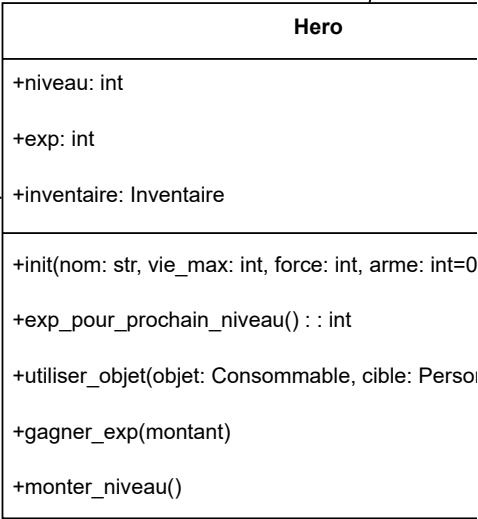 Hero
+niveau: int
+exp: int
+inventaire: Inventaire
+init(nom: str, vie_max: int, force: int, arme: int=0
+exp_pour_prochain_niveau() : : int
+utiliser_objet(objet: Consommable, cible:
+gagner_exp(montant)
+monter_niveau()